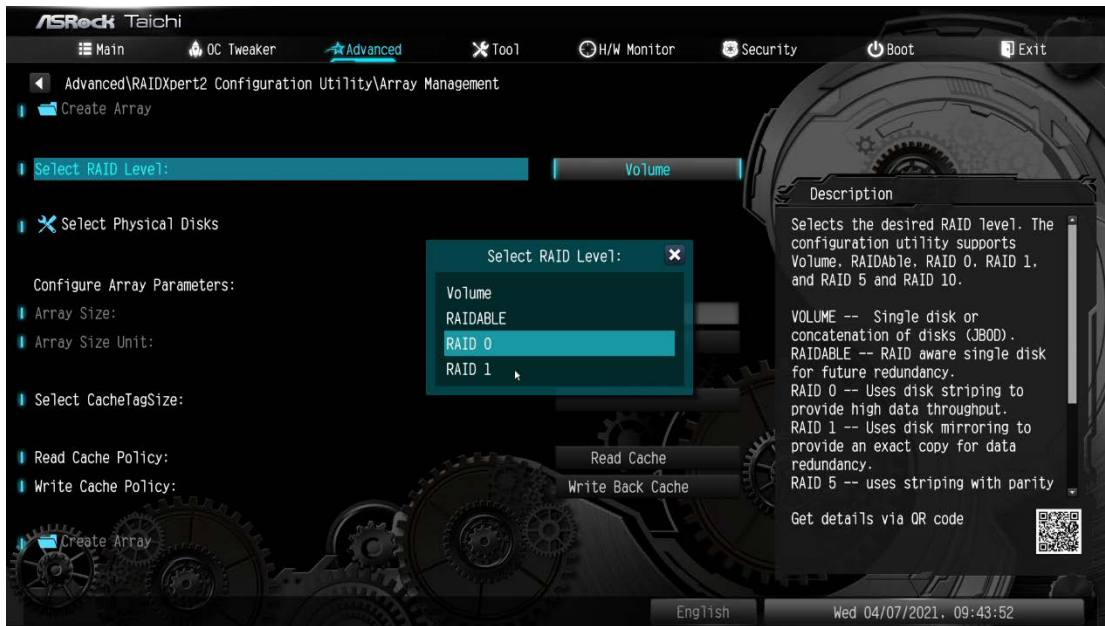 ASRock Taichi
Main OC Tweaker Advanced Tool H/W Monitor Security Boot Exit
Advanced\RAIDXpert2 Configuration Utility\Array Management
Create Array
Select RAID Level: Volume
Select Physical Disks
Configure Array Parameters:
Array Size:
Array Size Unit:
Select CacheTagSize:
Read Cache Policy: Read Cache
Write Cache Policy: Write Back Cache
Create Array
Select RAID Level:
Volume
RAIDABLE
RAID 0
RAID 1
Description
Selects the desired RAID level. The
configuration utility supports
Volume, RAIDAble, RAID 0, RAID 1,
and RAID 5 and RAID 10.
VOLUME -- Single disk or
concatenation of disks (JBOD).
RAIDABLE -- RAID aware single disk
for future redundancy.
RAID 0 -- Uses disk striping to
provide high data throughput.
RAID 1 -- Uses disk mirroring to
provide an exact copy for data
redundancy.
RAID 5 -- uses striping with parity
Get details via QR code
English Wed 04/07/2021, 09:43:52